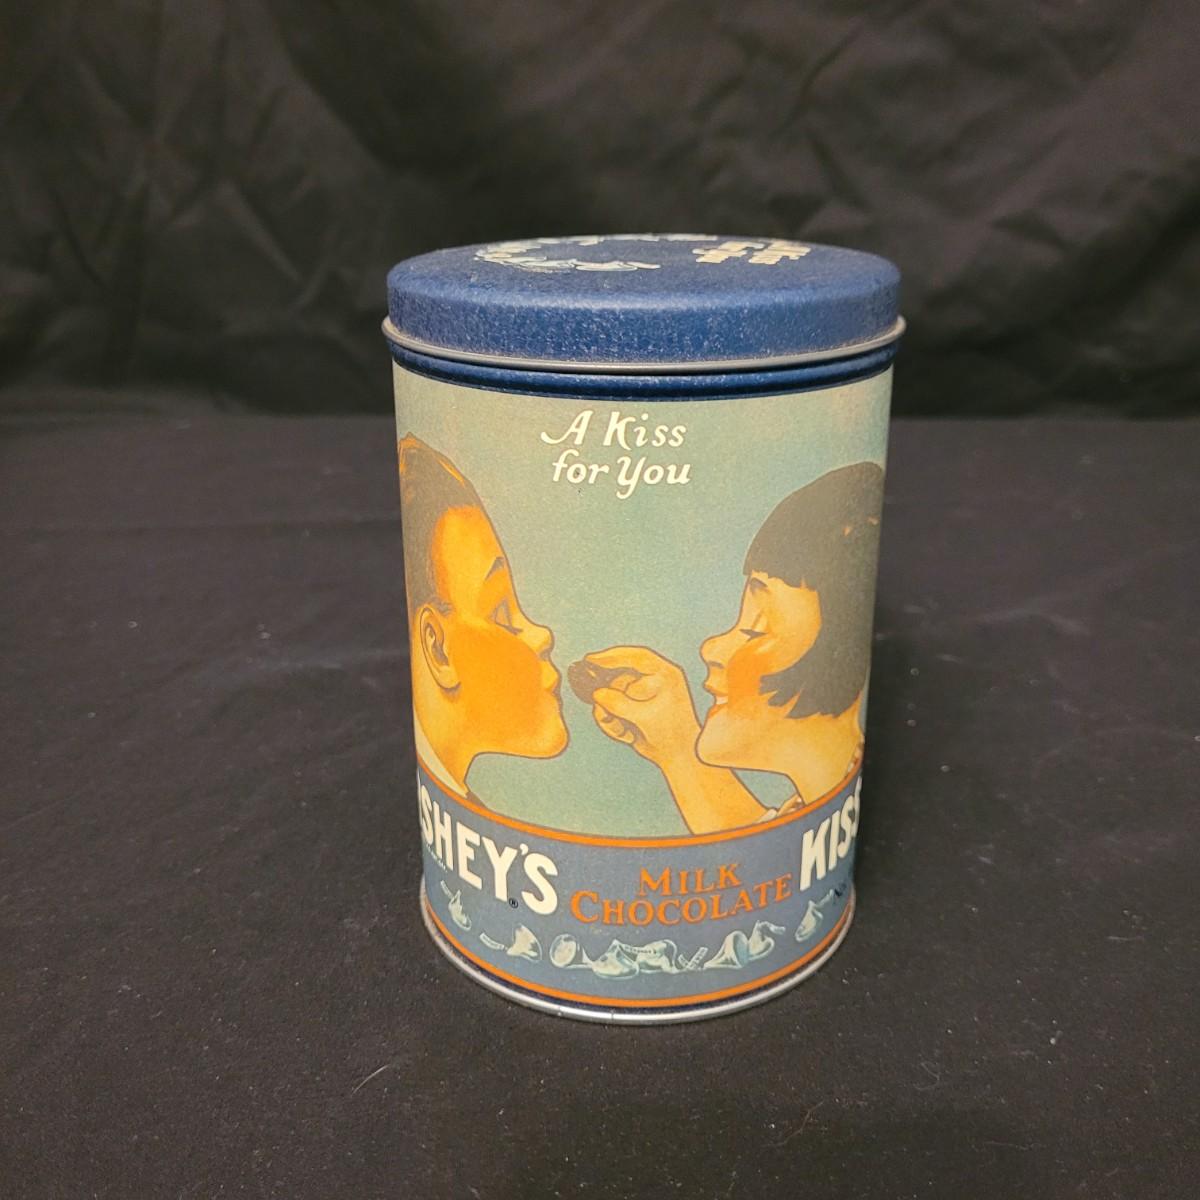 A Kiss
for You
SHEY'S®
MILK
CHOCOLATE
KISS